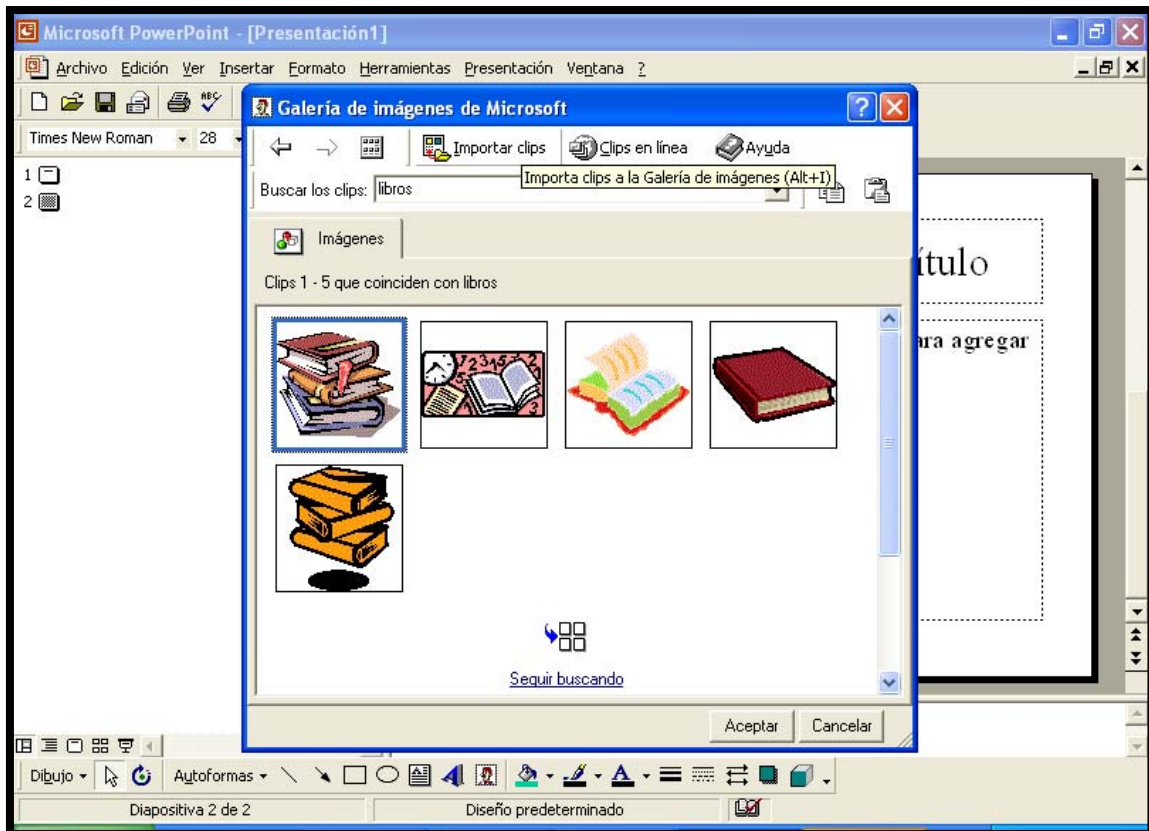 Microsoft PowerPoint - [Presentación1]
Archivo Edición Ver Insertar Formato Herramientas Presentación Ventana ?
ABC
Galería de imágenes de Microsoft
Times New Roman 28
Importar clips Clips en línea Ayuda
Importa clips a la Galería de imágenes (Alt+I)
1
2
Buscar los clips: libros
Imágenes
Clips 1 - 5 que coinciden con libros
ítulo
ara agregar
Seguir buscando
Aceptar Cancelar
Dibujo Autoformas
Diapositiva 2 de 2 Diseño predeterminado